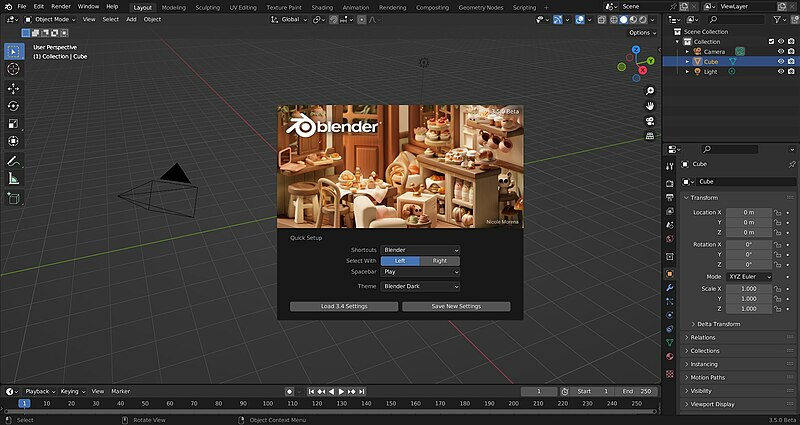 File Edit Render Window Help Layout Modeling Sculpting UV Editing Texture Paint Shading Animation Rendering Compositing Geometry Nodes Scripting Scene ViewLayer
Object Mode View Select Add Object Global
Options
User Perspective
(1) Collection | Cube
Z
Y
X
Scene Collection
Collection
Camera
Cube
Light
3.5.0 Beta
blender
Nicole Morena
Quick Setup
Shortcuts Blender
Select With Left Right
Spacebar Play
Theme Blender Dark
Load 3.4 Settings Save New Settings
Cube
Cube
Transform
Location X 0 m
Y 0 m
Z 0 m
Rotation X 0°
Y 0°
Z 0°
Mode XYZ Euler
Scale X 1.000
Y 1.000
Z 1.000
Delta Transform
Relations
Collections
Instancing
Motion Paths
Visibility
Viewport Display
Playback Keying View Marker 1 Start 1 End 250
1 10 20 30 40 50 60 70 80 90 100 110 120 130 140 150 160 170 180 190 200 210 220 230 240 250
Select Rotate View Object Context Menu 3.5.0 Beta